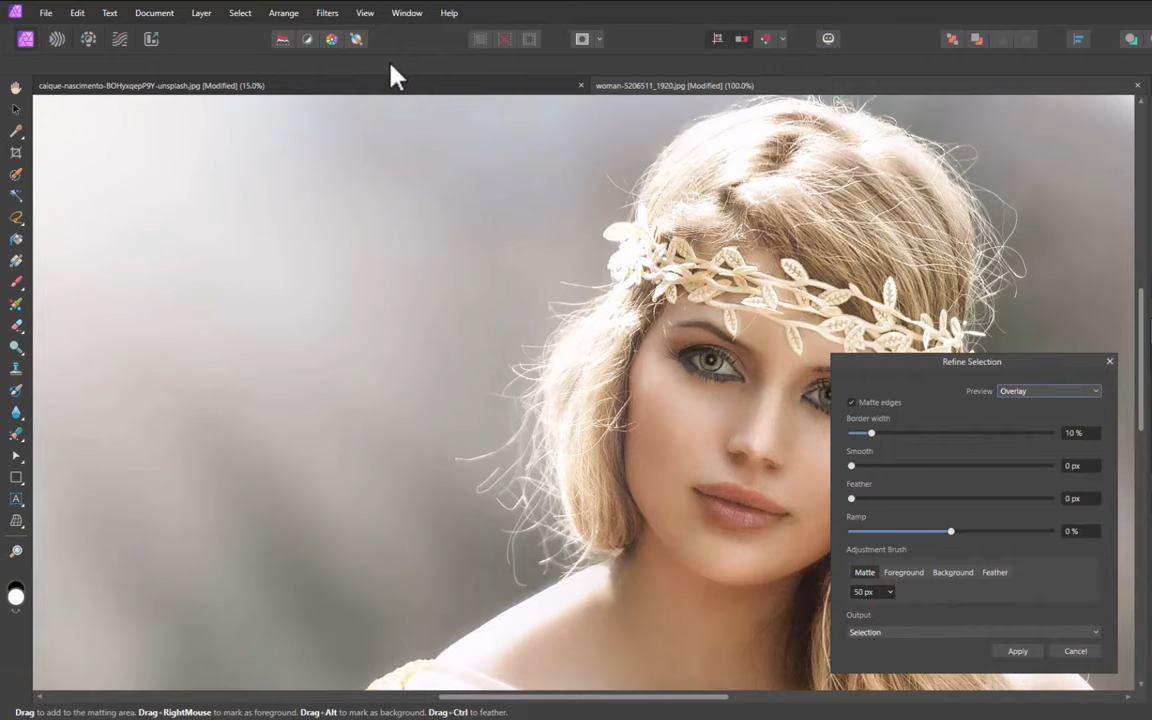 File Edit Text Document Layer Select Arrange Filters View Window Help
caique-nascimento-BOHyxqepP9Y-unsplash.jpg [Modified] (15.0%)
woman-5206511_1920.jpg [Modified] (100.0%)
Refine Selection
Preview Overlay
Matte edges
Border width
10 %
Smooth
0 px
Feather
0 px
Ramp
0 %
Adjustment Brush
Matte Foreground Background Feather
50 px
Output
Selection
Apply Cancel
Drag to add to the matting area. Drag+RightMouse to mark as foreground. Drag+Alt to mark as background. Drag+Ctrl to feather.